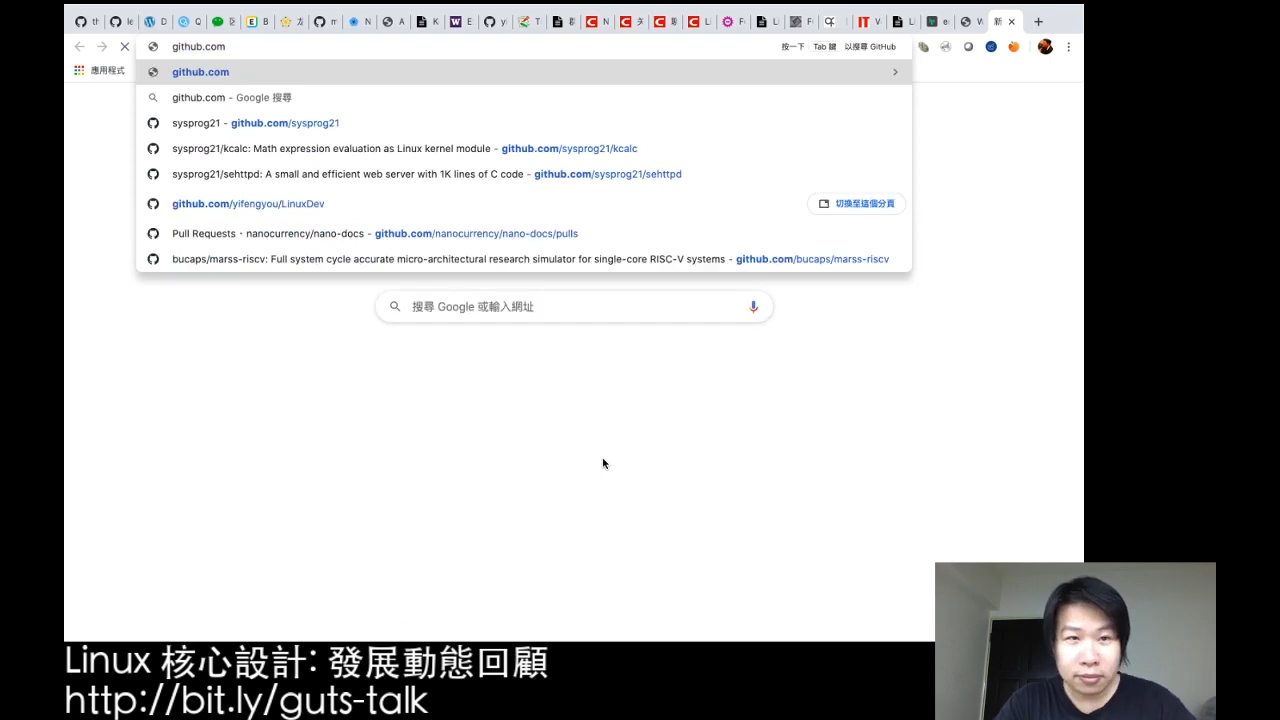 github.com
按一下 Tab 鍵 以搜尋 GitHub
應用程式
github.com
github.com - Google 搜尋
sysprog21 - github.com/sysprog21
sysprog21/kcalc: Math expression evaluation as Linux kernel module - github.com/sysprog21/kcalc
sysprog21/sehttpd: A small and efficient web server with 1K lines of C code - github.com/sysprog21/sehttpd
github.com/yifengyou/LinuxDev
切換至這個分頁
Pull Requests · nanocurrency/nano-docs - github.com/nanocurrency/nano-docs/pulls
bucaps/marss-riscv: Full system cycle accurate micro-architectural research simulator for single-core RISC-V systems - github.com/bucaps/marss-riscv
搜尋 Google 或輸入網址
Linux 核心設計: 發展動態回顧
http://bit.ly/guts-talk